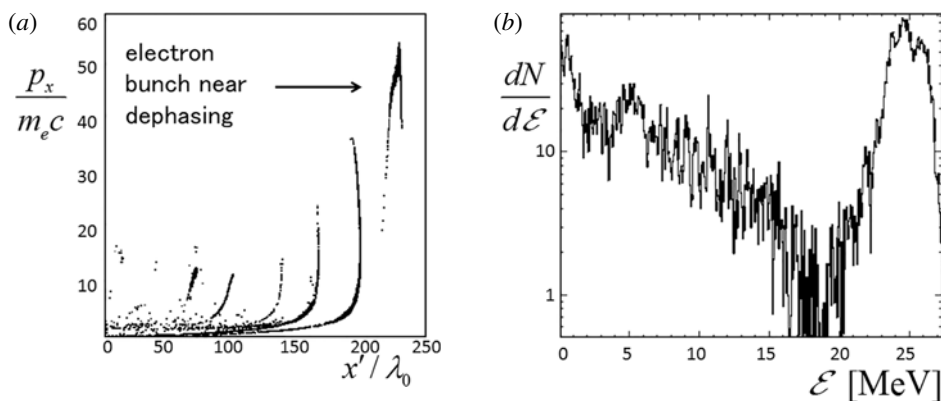 (a)
60
50
40
30
20
10
p_x
m_e c
electron
bunch near
dephasing
0
50
100
150
200
250
x′ / λ_0
(b)
dN
dℰ
10
1
0
5
10
15
20
25
ℰ [MeV]